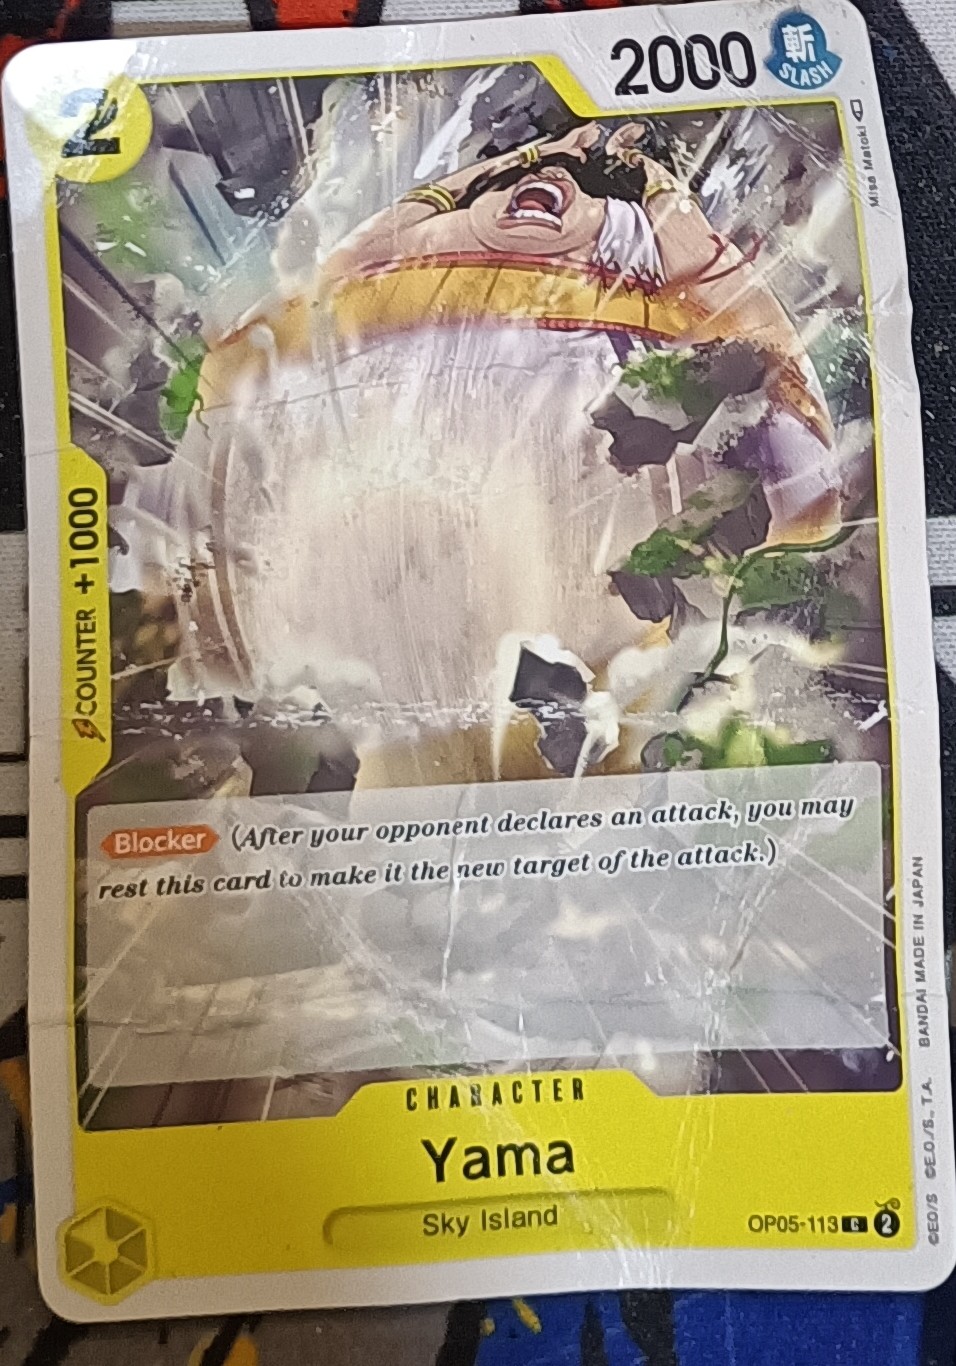 2
2000
斬
SLASH
Misa Matoki
COUNTER +1000
Blocker (After your opponent declares an attack, you may
rest this card to make it the new target of the attack.)
CHARACTER
Yama
Sky Island
OP05-113 C 2
©EO/S ©E.O./S., T.A. BANDAI MADE IN JAPAN